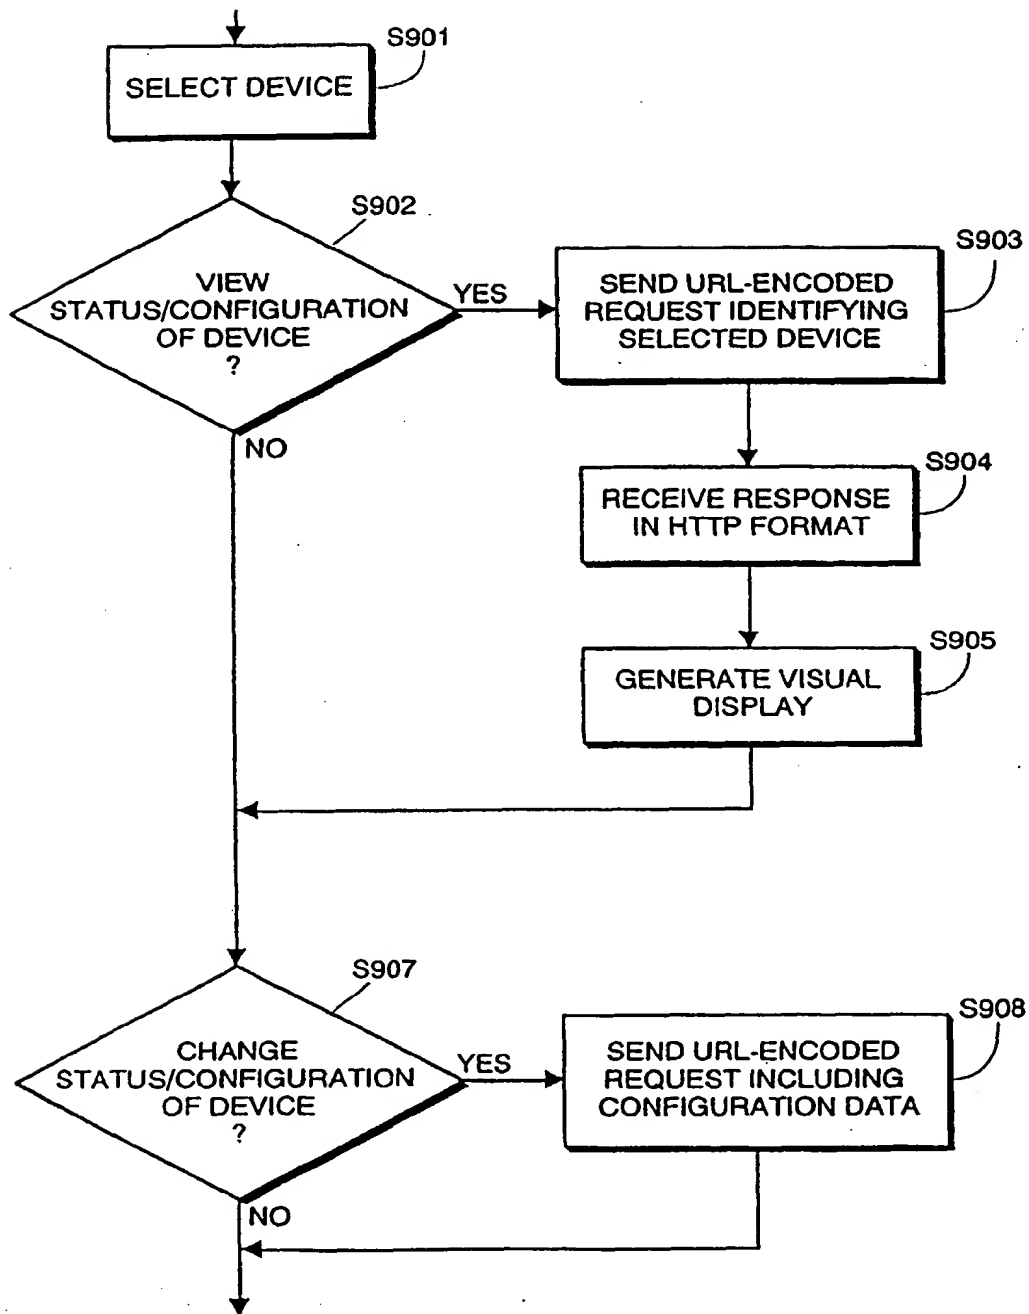 S901
SELECT DEVICE
S902
VIEW
STATUS/CONFIGURATION
OF DEVICE
?
YES
NO
S903
SEND URL-ENCODED
REQUEST IDENTIFYING
SELECTED DEVICE
S904
RECEIVE RESPONSE
IN HTTP FORMAT
S905
GENERATE VISUAL
DISPLAY
S907
CHANGE
STATUS/CONFIGURATION
OF DEVICE
?
YES
NO
S908
SEND URL-ENCODED
REQUEST INCLUDING
CONFIGURATION DATA